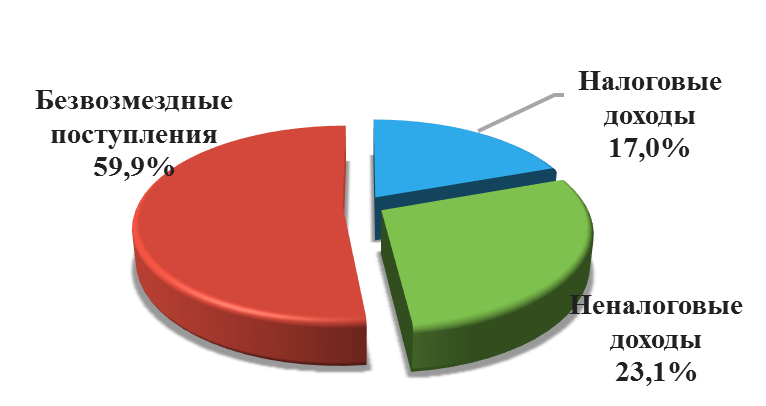 Безвозмездные
поступления
59,9%
Налоговые
доходы
17,0%
Неналоговые
доходы
23,1%